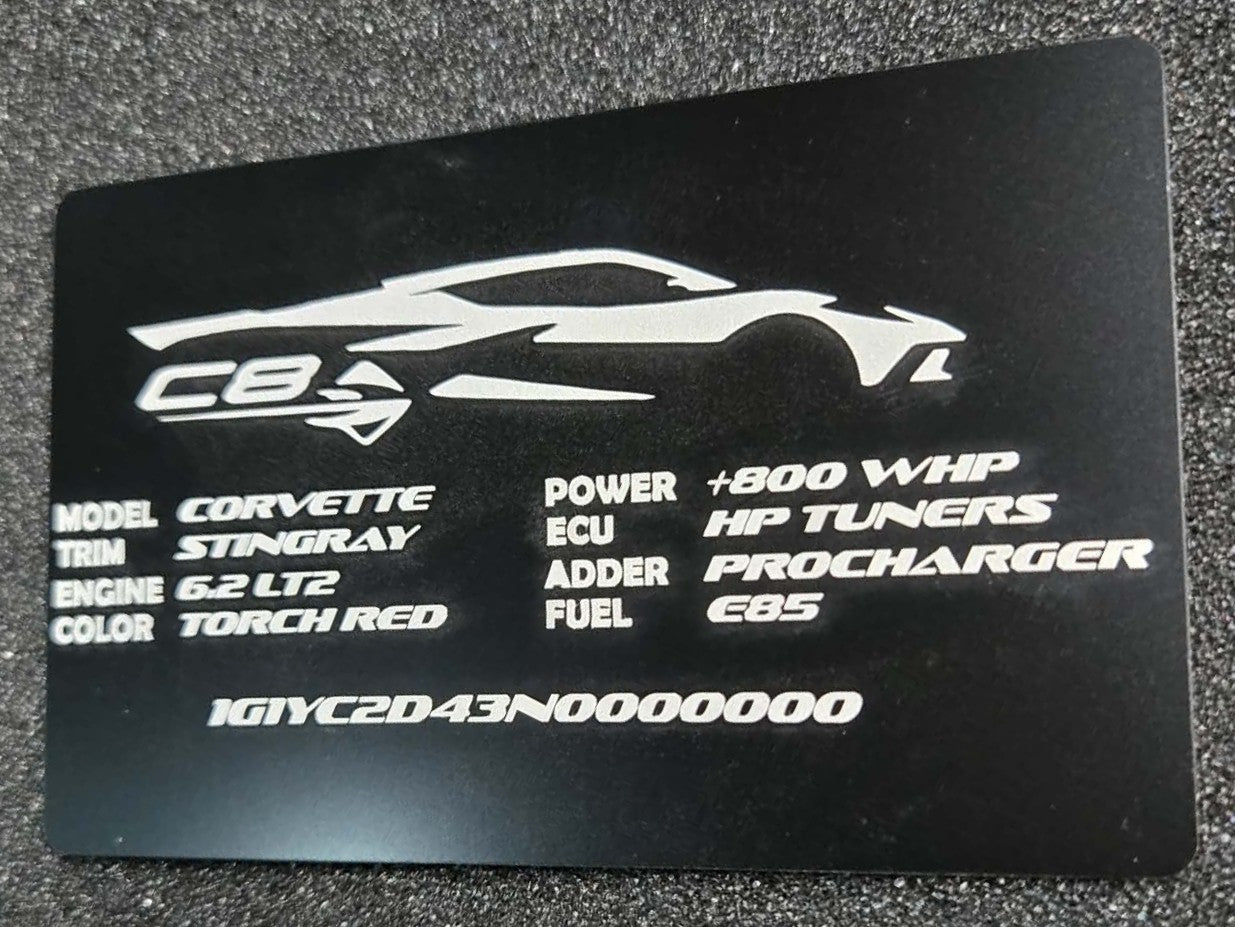 C8
MODEL CORVETTE
TRIM STINGRAY
ENGINE 6.2 LT2
COLOR TORCH RED
POWER +800 WHP
ECU HP TUNERS
ADDER PROCHARGER
FUEL E85
1G1YC2D43N0000000